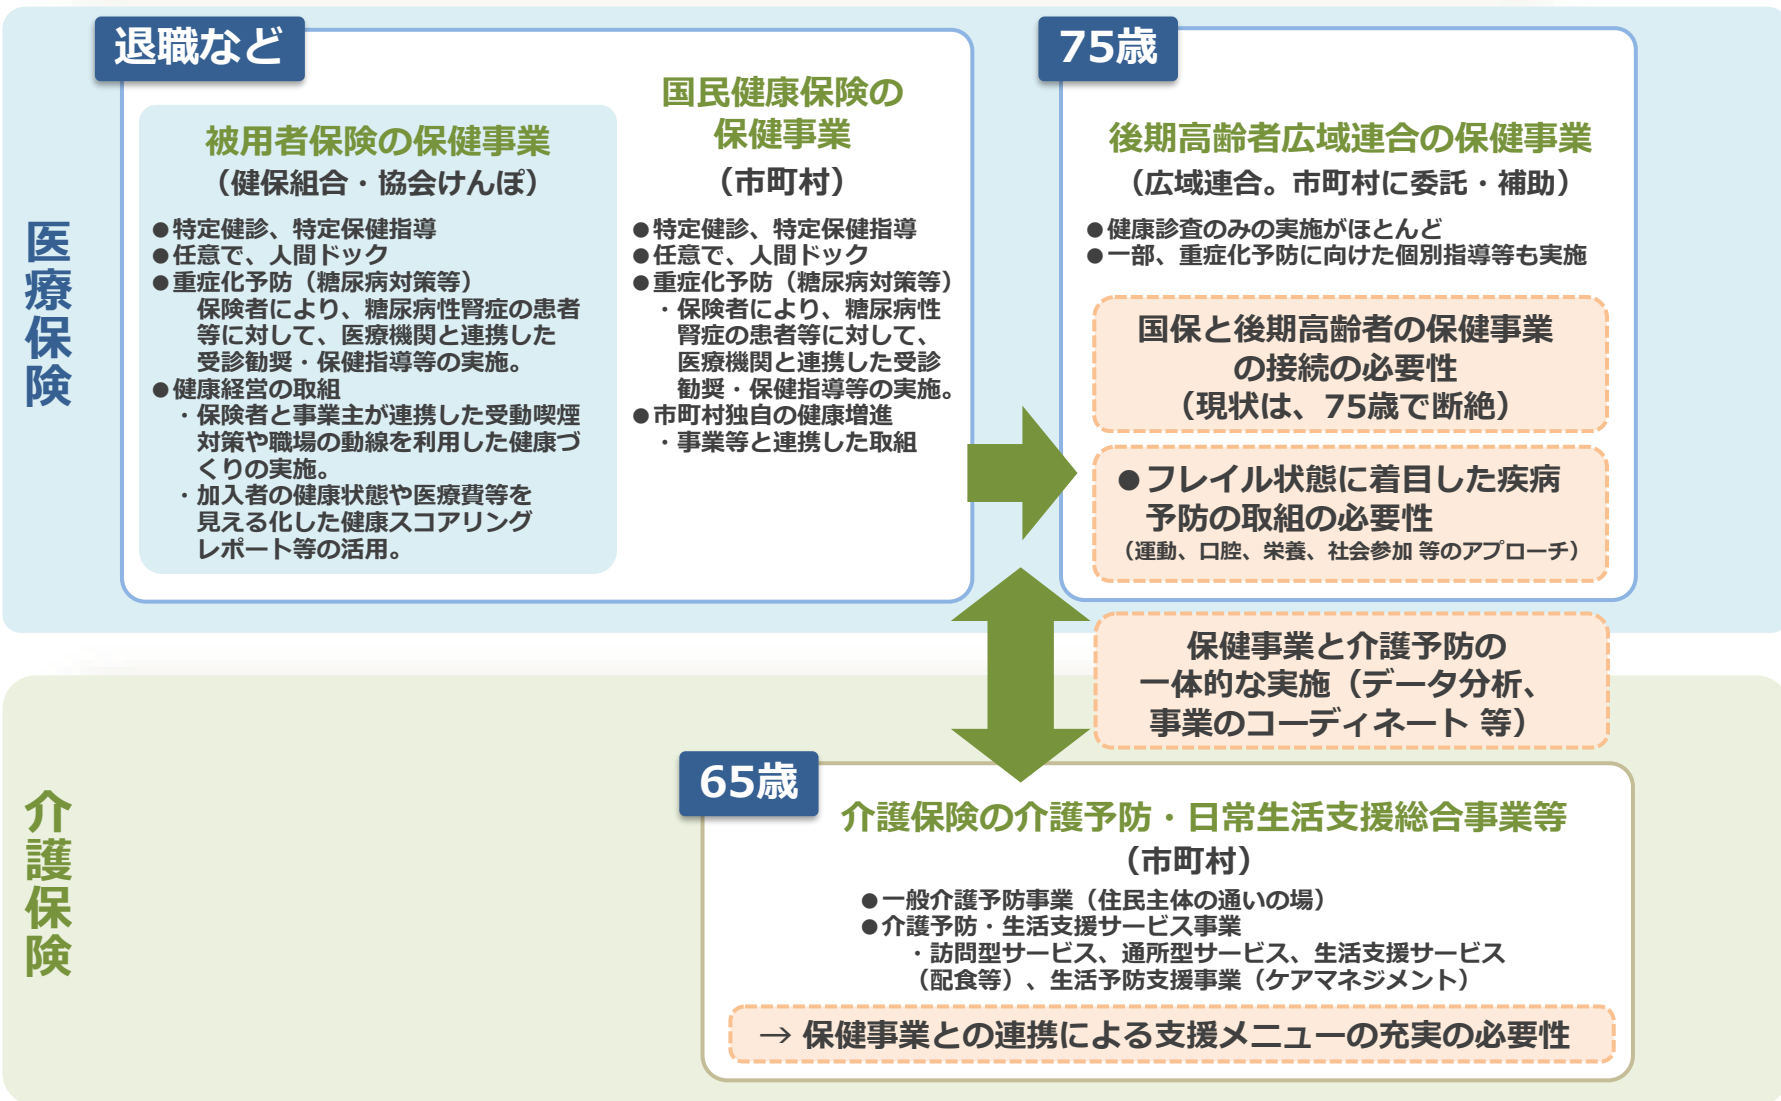 医療保険
退職など
被用者保険の保健事業
（健保組合・協会けんぽ）
●特定健診、特定保健指導
●任意で、人間ドック
●重症化予防（糖尿病対策等）
保険者により、糖尿病性腎症の患者
等に対して、医療機関と連携した
受診勧奨・保健指導等の実施。
●健康経営の取組
・保険者と事業主が連携した受動喫煙
対策や職場の動線を利用した健康づ
くりの実施。
・加入者の健康状態や医療費等を
見える化した健康スコアリング
レポート等の活用。
国民健康保険の
保健事業
（市町村）
●特定健診、特定保健指導
●任意で、人間ドック
●重症化予防（糖尿病対策等）
・保険者により、糖尿病性
腎症の患者等に対して、
医療機関と連携した受診
勧奨・保健指導等の実施。
●市町村独自の健康増進
・事業等と連携した取組
75歳
後期高齢者広域連合の保健事業
（広域連合。市町村に委託・補助）
●健康診査のみの実施がほとんど
●一部、重症化予防に向けた個別指導等も実施
国保と後期高齢者の保健事業
の接続の必要性
（現状は、75歳で断絶）
●フレイル状態に着目した疾病
予防の取組の必要性
（運動、口腔、栄養、社会参加 等のアプローチ）
保健事業と介護予防の
一体的な実施（データ分析、
事業のコーディネート 等）
介護保険
65歳
介護保険の介護予防・日常生活支援総合事業等
（市町村）
●一般介護予防事業（住民主体の通いの場）
●介護予防・生活支援サービス事業
・訪問型サービス、通所型サービス、生活支援サービス
（配食等）、生活予防支援事業（ケアマネジメント）
→ 保健事業との連携による支援メニューの充実の必要性